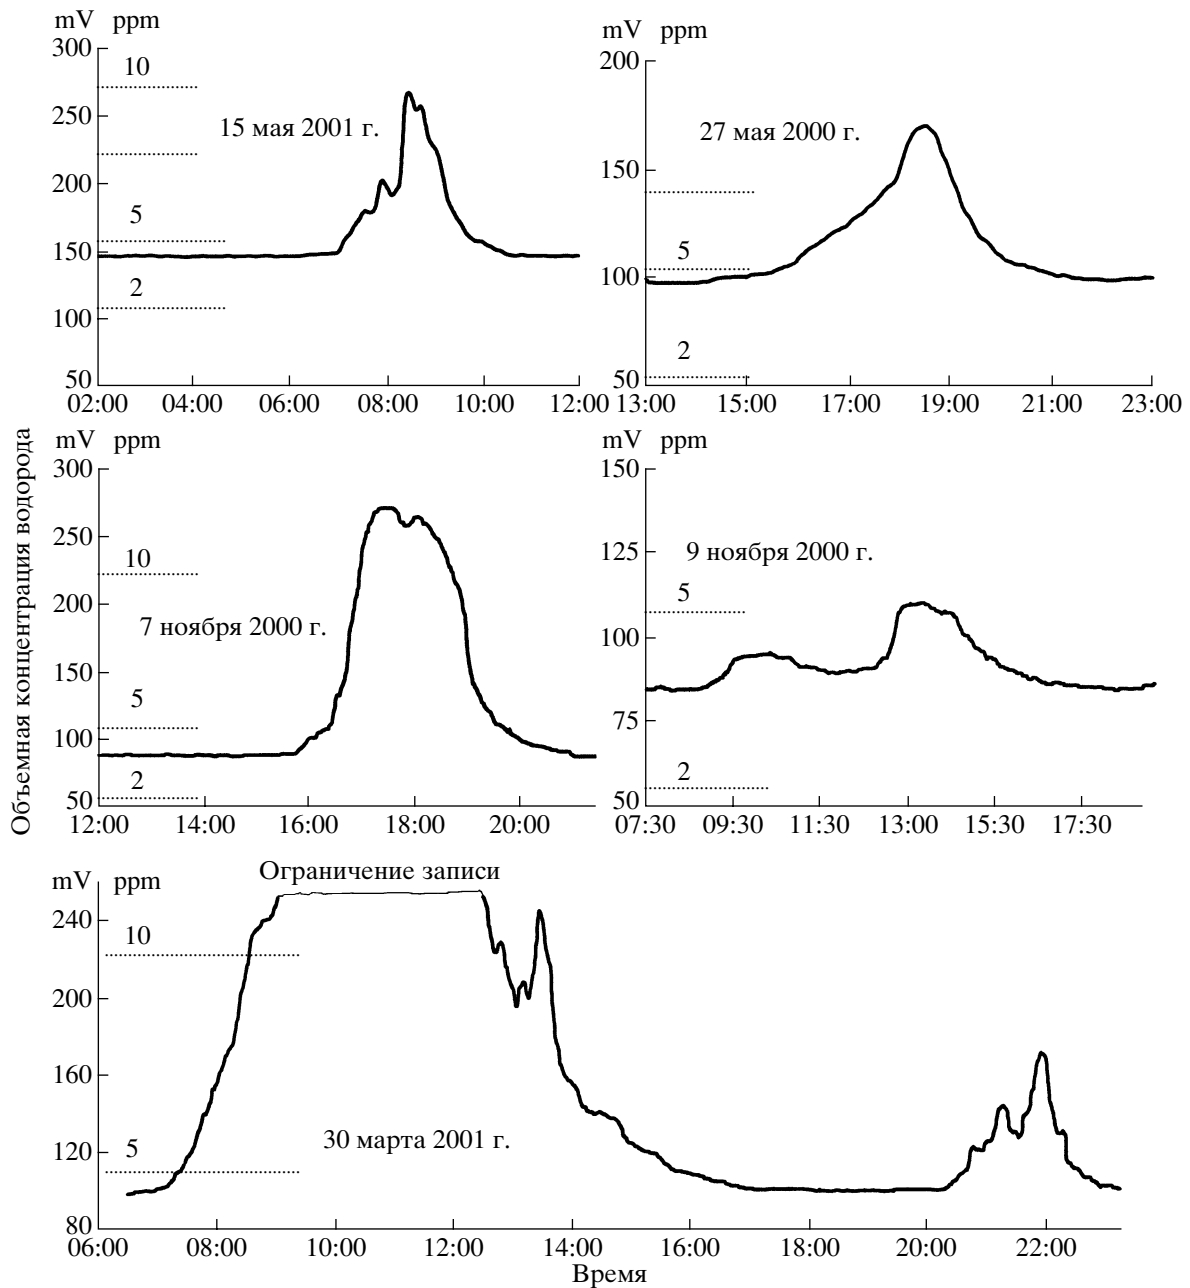 mV ppm
300
10
250
15 мая 2001 г.
200
5
150
2
100
50
02:00 04:00 06:00 08:00 10:00 12:00
mV ppm
200
27 мая 2000 г.
150
5
100
2
50
13:00 15:00 17:00 19:00 21:00 23:00
Объемная концентрация водорода
mV ppm
300
250
10
200
7 ноября 2000 г.
150
5
100
2
50
12:00 14:00 16:00 18:00 20:00
mV ppm
150
125
9 ноября 2000 г.
5
100
75
2
50
07:30 09:30 11:30 13:00 15:30 17:30
mV ppm
Ограничение записи
240
10
200
160
5
30 марта 2001 г.
120
80
06:00 08:00 10:00 12:00 14:00 16:00 18:00 20:00 22:00
Время